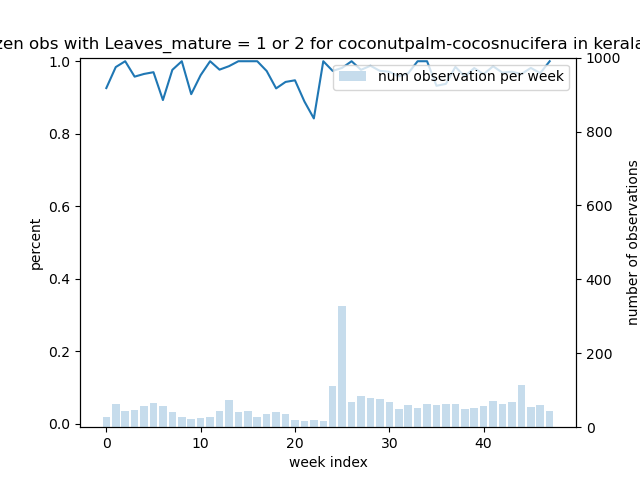 zen obs with Leaves_mature = 1 or 2 for coconutpalm-cocosnucifera in kerala
num observation per week
percent
1.0
0.8
0.6
0.4
0.2
0.0
number of observations
1000
800
600
400
200
0
0 10 20 30 40
week index